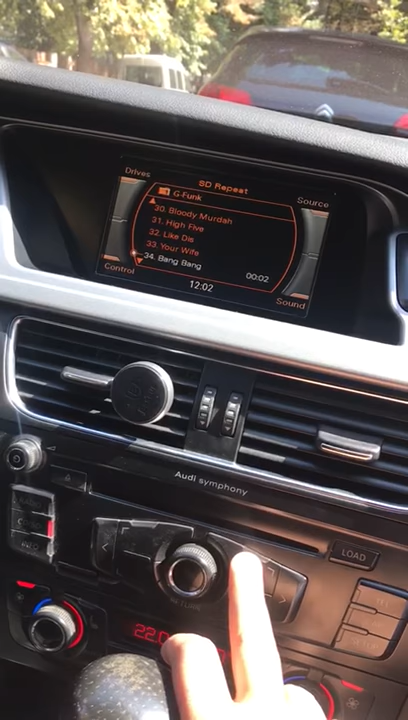 Drives
SD Repeat
Source
G-Funk
30. Bloody Murdah
31. High Five
32. Like Dis
33. Your Wife
34. Bang Bang
00:02
Control
12:02
Sound
Audi symphony
LOAD
RETURN
22.0